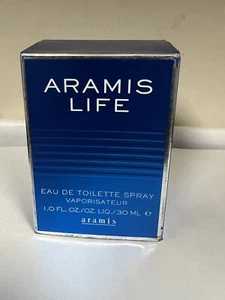 ARAMIS
LIFE
EAU DE TOILETTE SPRAY
VAPORISATEUR
1.0 FL.OZ./OZ.LIQ./30 ML ℮
aramis